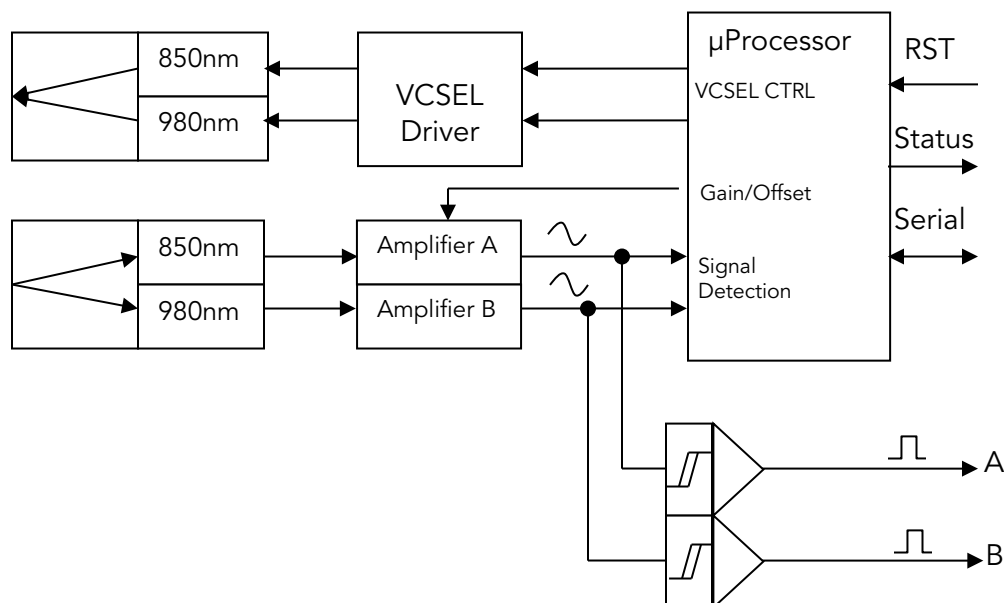 850nm
980nm
VCSEL
Driver
µProcessor
VCSEL CTRL
Gain/Offset
Signal
Detection
RST
Status
Serial
850nm
980nm
Amplifier A
Amplifier B
A
B